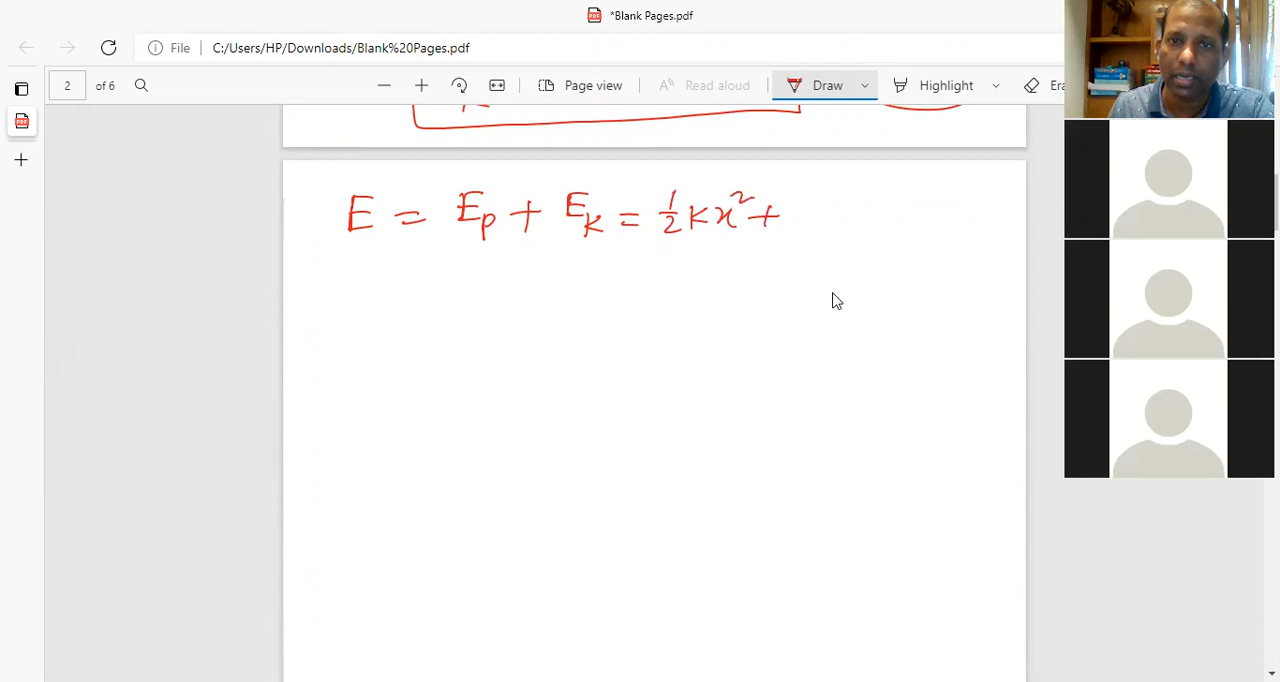 *Blank Pages.pdf
File C:/Users/HP/Downloads/Blank%20Pages.pdf
2 of 6 Page view Read aloud Draw Highlight Era
E = Ep + Ek = ½kx² +